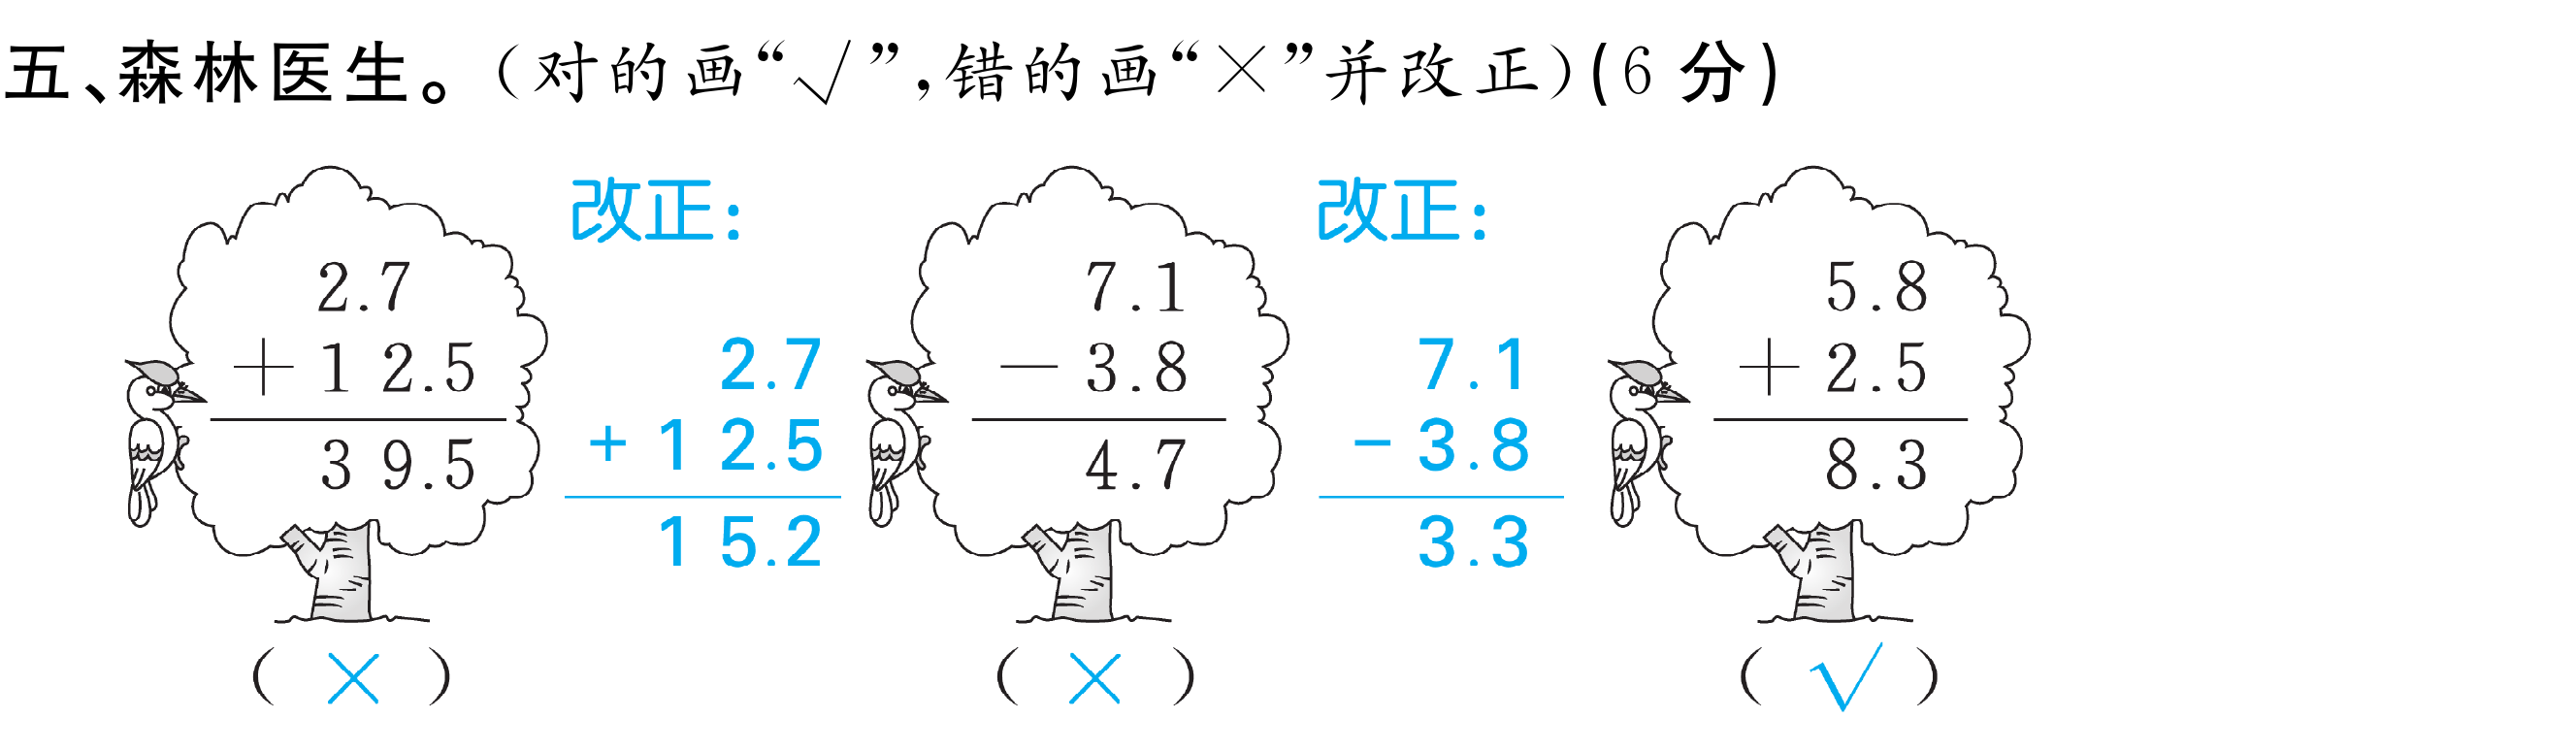 五、森林医生。(对的画“√”,错的画“×”并改正)(6 分)
改正: 改正:
2.7 7.1 5.8
+12.5 2.7 -3.8 7.1 +2.5
39.5 +12.5 4.7 -3.8 8.3
15.2 3.3
(×) (×) (√)